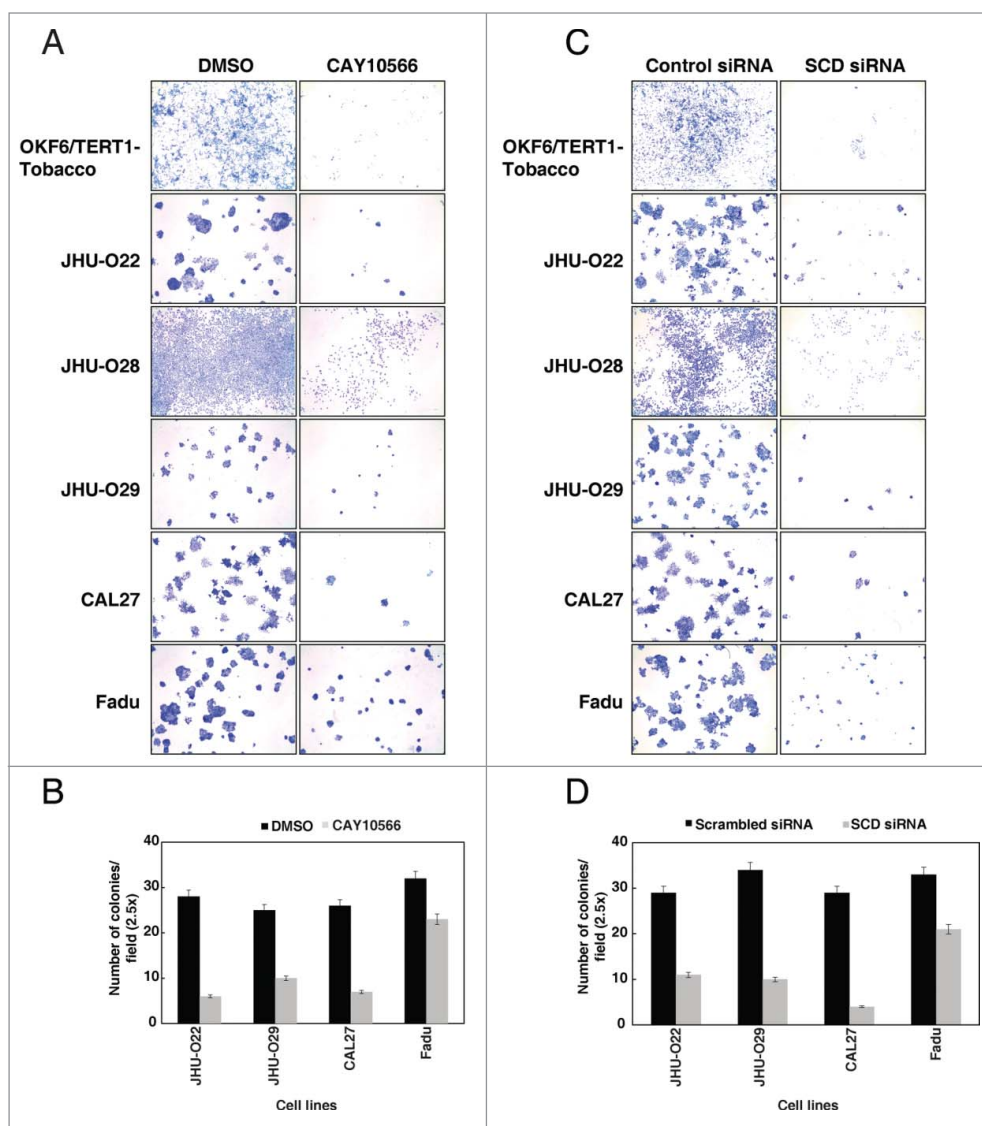 A
DMSO CAY10566
OKF6/TERT1-
Tobacco
JHU-O22
JHU-O28
JHU-O29
CAL27
Fadu
B
DMSO CAY10566
Number of colonies/
field (2.5x)
40
30
20
10
0
JHU-O22
JHU-O29
CAL27
Fadu
Cell lines
C
Control siRNA SCD siRNA
OKF6/TERT1-
Tobacco
JHU-O22
JHU-O28
JHU-O29
CAL27
Fadu
D
Scrambled siRNA SCD siRNA
Number of colonies/
field (2.5x)
40
30
20
10
0
JHU-O22
JHU-O29
CAL27
Fadu
Cell lines